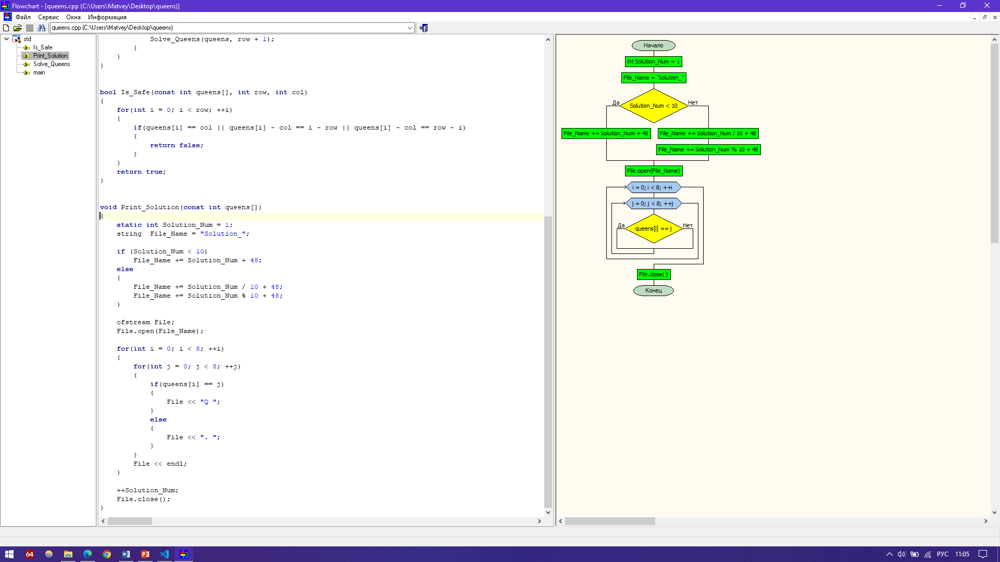 Flowchart - [queens.cpp (C:\Users\Matvey\Desktop\queens)]
Файл Сервис Окна Информация
queens.cpp (C:\Users\Matvey\Desktop\queens)
std
Is_Safe
Print_Solution
Solve_Queens
main
Solve_Queens(queens, row + 1);
}
}
}
bool Is_Safe(const int queens[], int row, int col)
{
for(int i = 0; i < row; ++i)
{
if(queens[i] == col || queens[i] - col == i - row || queens[i] - col == row - i)
{
return false;
}
}
return true;
}
void Print_Solution(const int queens[])
{
static int Solution_Num = 1;
string  File_Name = "Solution_";
if (Solution_Num < 10)
File_Name += Solution_Num + 48;
else
{
File_Name += Solution_Num / 10 + 48;
File_Name += Solution_Num % 10 + 48;
}
ofstream File;
File.open(File_Name);
for(int i = 0; i < 8; ++i)
{
for(int j = 0; j < 8; ++j)
{
if(queens[i] == j)
{
File << "Q ";
}
else
{
File << ". ";
}
}
File << endl;
}
++Solution_Num;
File.close();
}
Начало
int Solution_Num = 1
File_Name = "Solution_"
Да
Solution_Num < 10
Нет
File_Name += Solution_Num + 48
File_Name += Solution_Num / 10 + 48
File_Name += Solution_Num % 10 + 48
File.open(File_Name)
i = 0; i < 8; ++i
j = 0; j < 8; ++j
Да
queens[i] == j
Нет
File.close()
Конец
64
РУС
11:05